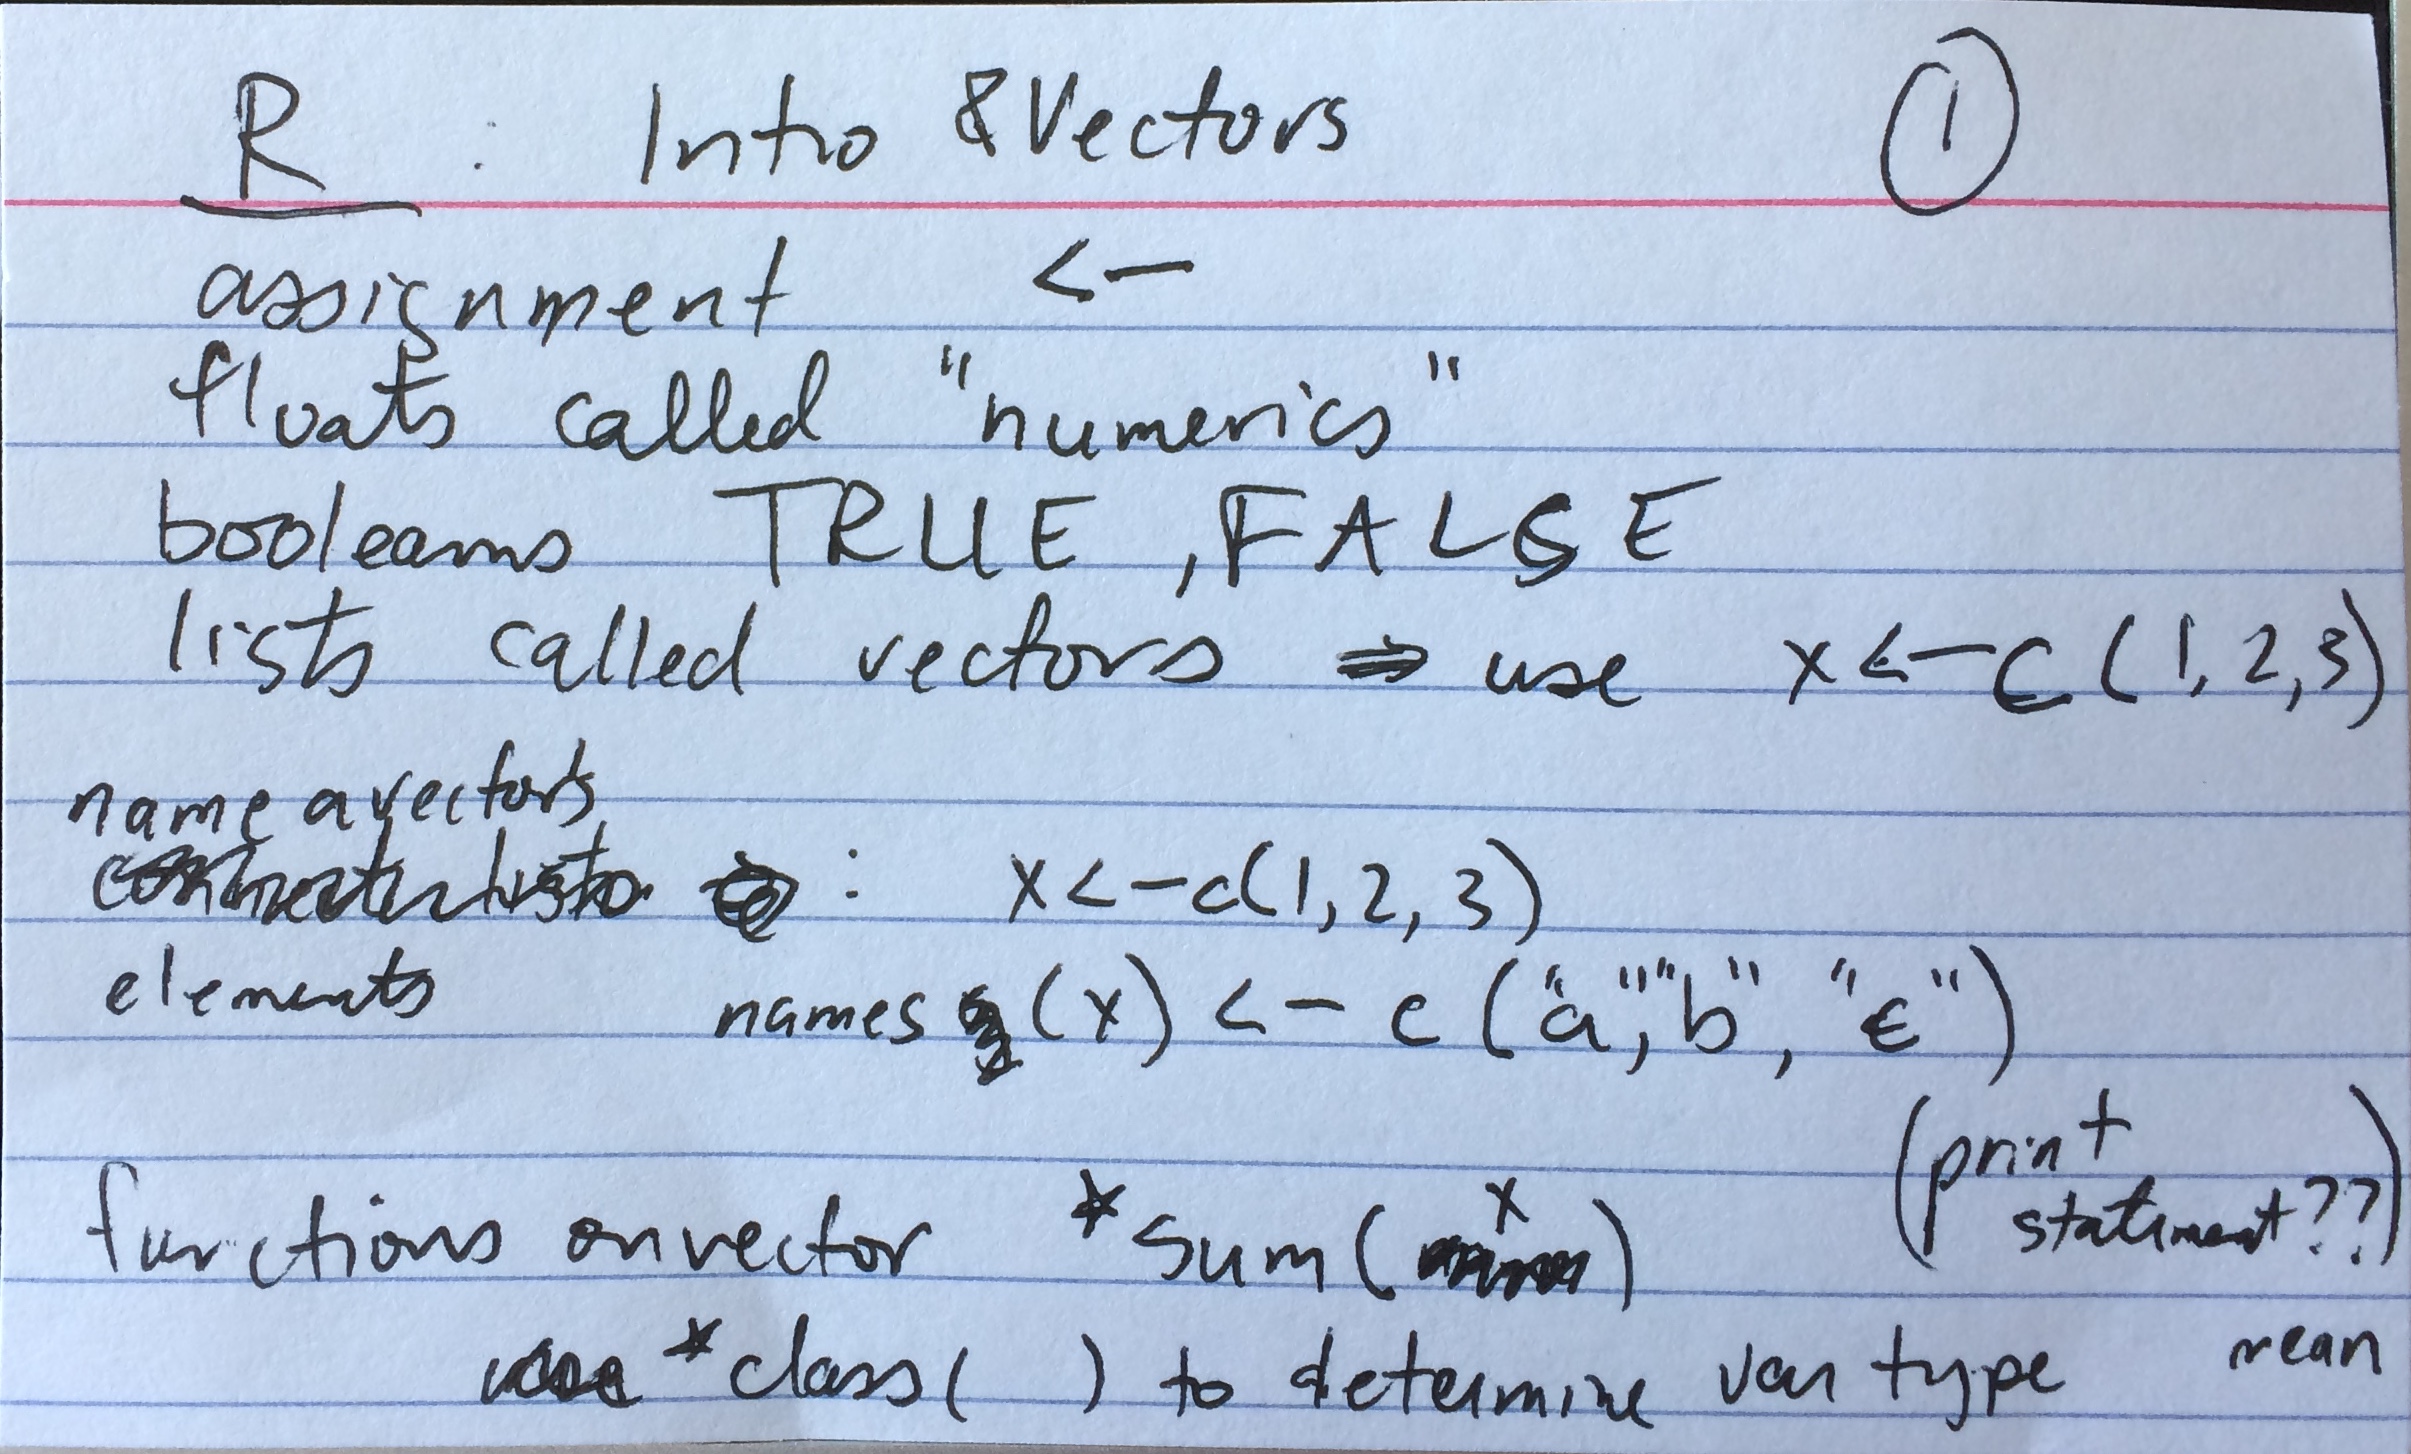 R : Intro & Vectors ①
assignment <-
floats called "numerics"
booleans TRUE, FALSE
lists called vectors ⇒ use x <- c(1, 2, 3)
name a vectors
: x <- c(1, 2, 3)
elements
names (x) <- c("a", "b", "c")
(print
statement??)
functions on vector *sum(x)
*class( ) to determine var type mean